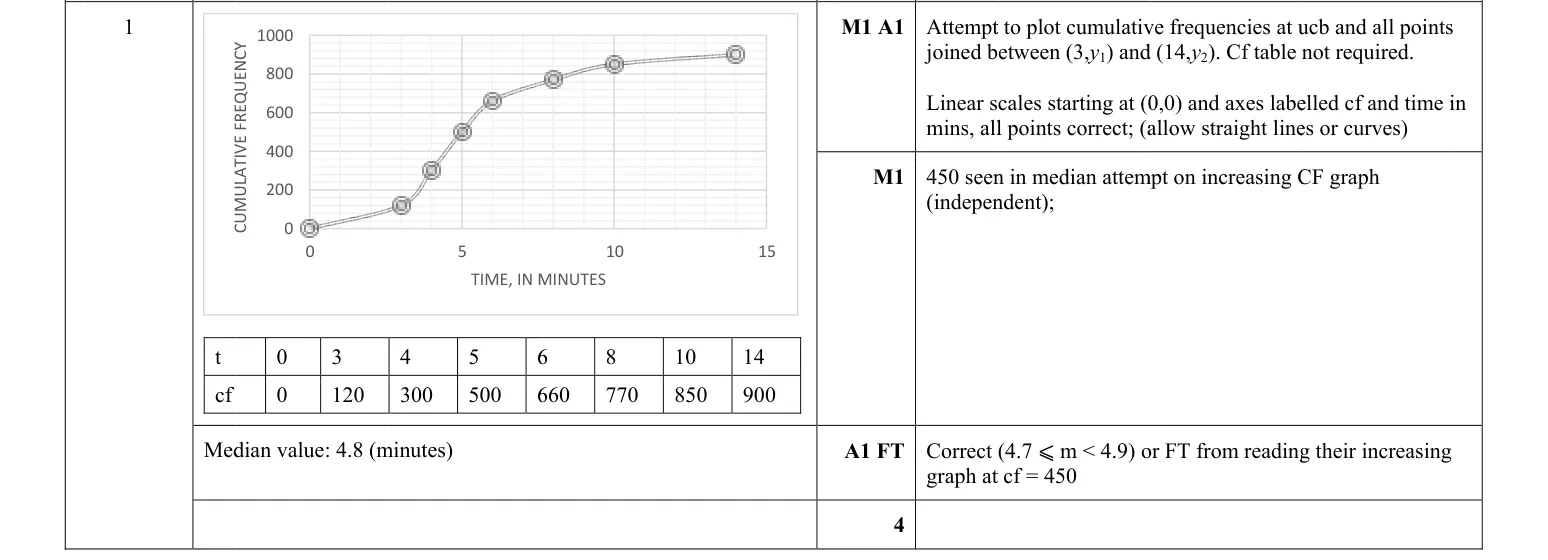 1
1000
800
600
400
200
0
0 5 10 15
CUMULATIVE FREQUENCY
TIME, IN MINUTES
t 0 3 4 5 6 8 10 14
cf 0 120 300 500 660 770 850 900
M1 A1
Attempt to plot cumulative frequencies at ucb and all points
joined between (3,y₁) and (14,y₂). Cf table not required.
Linear scales starting at (0,0) and axes labelled cf and time in
mins, all points correct; (allow straight lines or curves)
M1
450 seen in median attempt on increasing CF graph
(independent);
Median value: 4.8 (minutes)
A1 FT
Correct (4.7 ⩽ m < 4.9) or FT from reading their increasing
graph at cf = 450
4